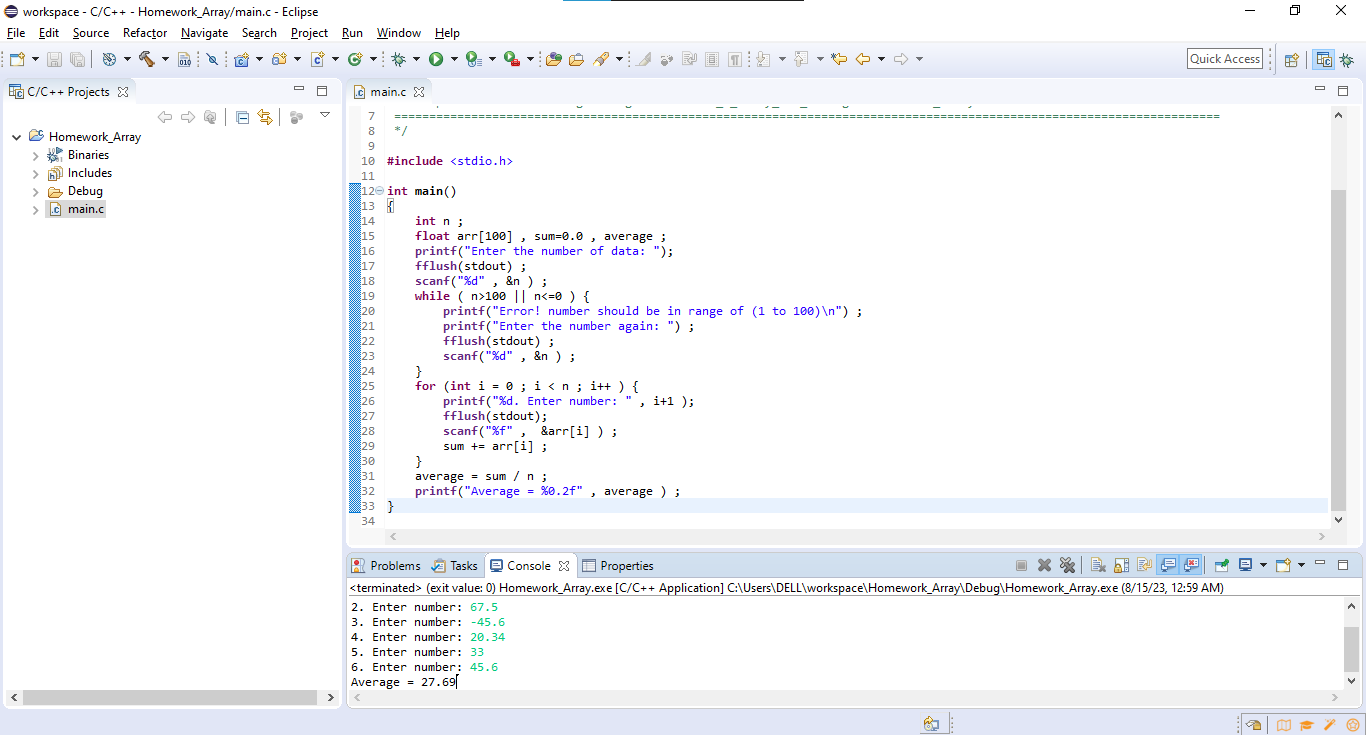 workspace - C/C++ - Homework_Array/main.c - Eclipse
File Edit Source Refactor Navigate Search Project Run Window Help
Quick Access
C/C++ Projects
Homework_Array
Binaries
Includes
Debug
main.c
main.c
7 ======================================================================================================================
8 */
9
10 #include <stdio.h>
11
12 int main()
13 {
14 int n ;
15 float arr[100] , sum=0.0 , average ;
16 printf("Enter the number of data: ");
17 fflush(stdout) ;
18 scanf("%d" , &n ) ;
19 while ( n>100 || n<=0 ) {
20 printf("Error! number should be in range of (1 to 100)\n") ;
21 printf("Enter the number again: ") ;
22 fflush(stdout) ;
23 scanf("%d" , &n ) ;
24 }
25 for (int i = 0 ; i < n ; i++ ) {
26 printf("%d. Enter number: " , i+1 );
27 fflush(stdout);
28 scanf("%f" ,  &arr[i] ) ;
29 sum += arr[i] ;
30 }
31 average = sum / n ;
32 printf("Average = %0.2f" , average ) ;
33 }
34
Problems Tasks Console Properties
<terminated> (exit value: 0) Homework_Array.exe [C/C++ Application] C:\Users\DELL\workspace\Homework_Array\Debug\Homework_Array.exe (8/15/23, 12:59 AM)
2. Enter number: 67.5
3. Enter number: -45.6
4. Enter number: 20.34
5. Enter number: 33
6. Enter number: 45.6
Average = 27.69